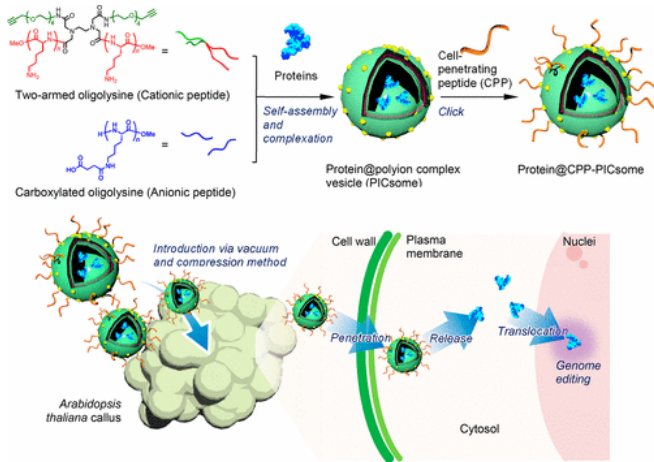 Two-armed oligolysine (Cationic peptide)
Carboxylated oligolysine (Anionic peptide)
Proteins
Self-assembly
and
complexation
Protein@polyion complex
vesicle (PICsome)
Cell-
penetrating
peptide (CPP)
Click
Protein@CPP-PICsome
Introduction via vacuum
and comoression method
Arabidopsis
thaliana callus
Cell wall
Plasma
membrane
Nuclei
Penetration
Release
Translocation
Genome
editing
Cytosol